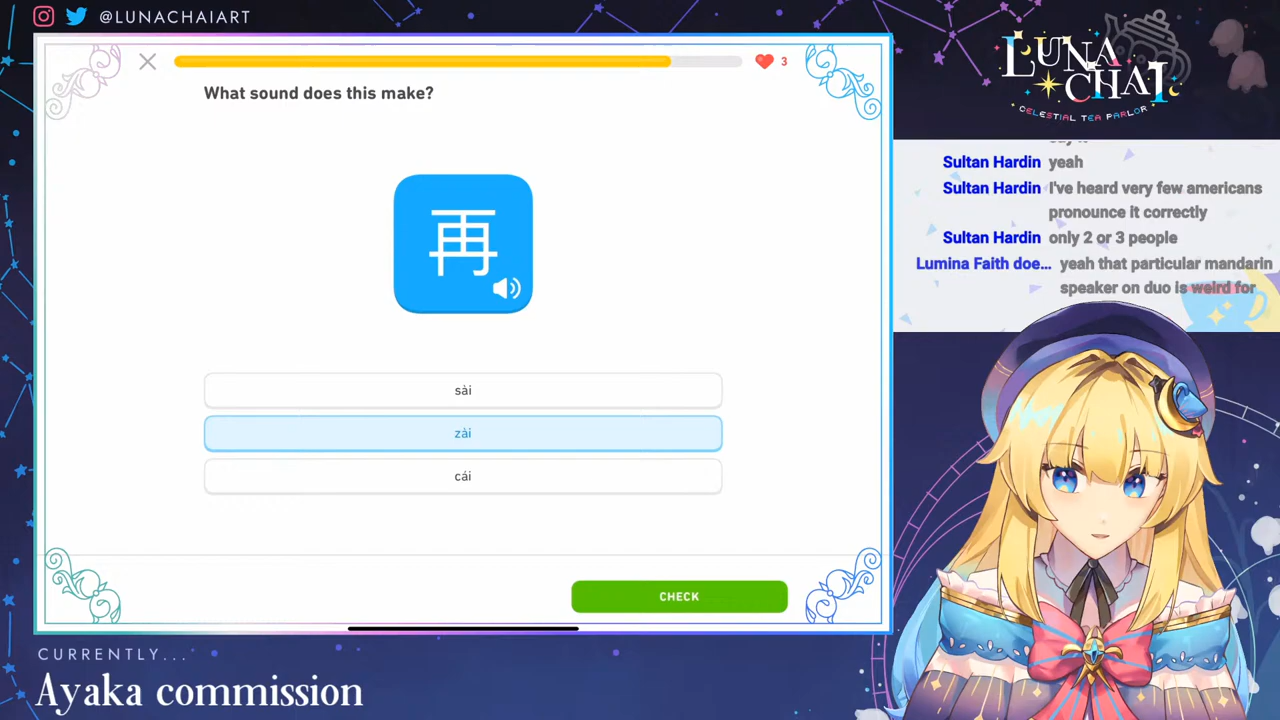 @LUNACHAIART
3
What sound does this make?
再
sài
zài
cái
CHECK
CURRENTLY...
Ayaka commission
LUNA
CHAI
CELESTIAL TEA PARLOR
Sultan Hardin yeah
Sultan Hardin I've heard very few americans
pronounce it correctly
Sultan Hardin only 2 or 3 people
Lumina Faith doe... yeah that particular mandarin
speaker on duo is weird for